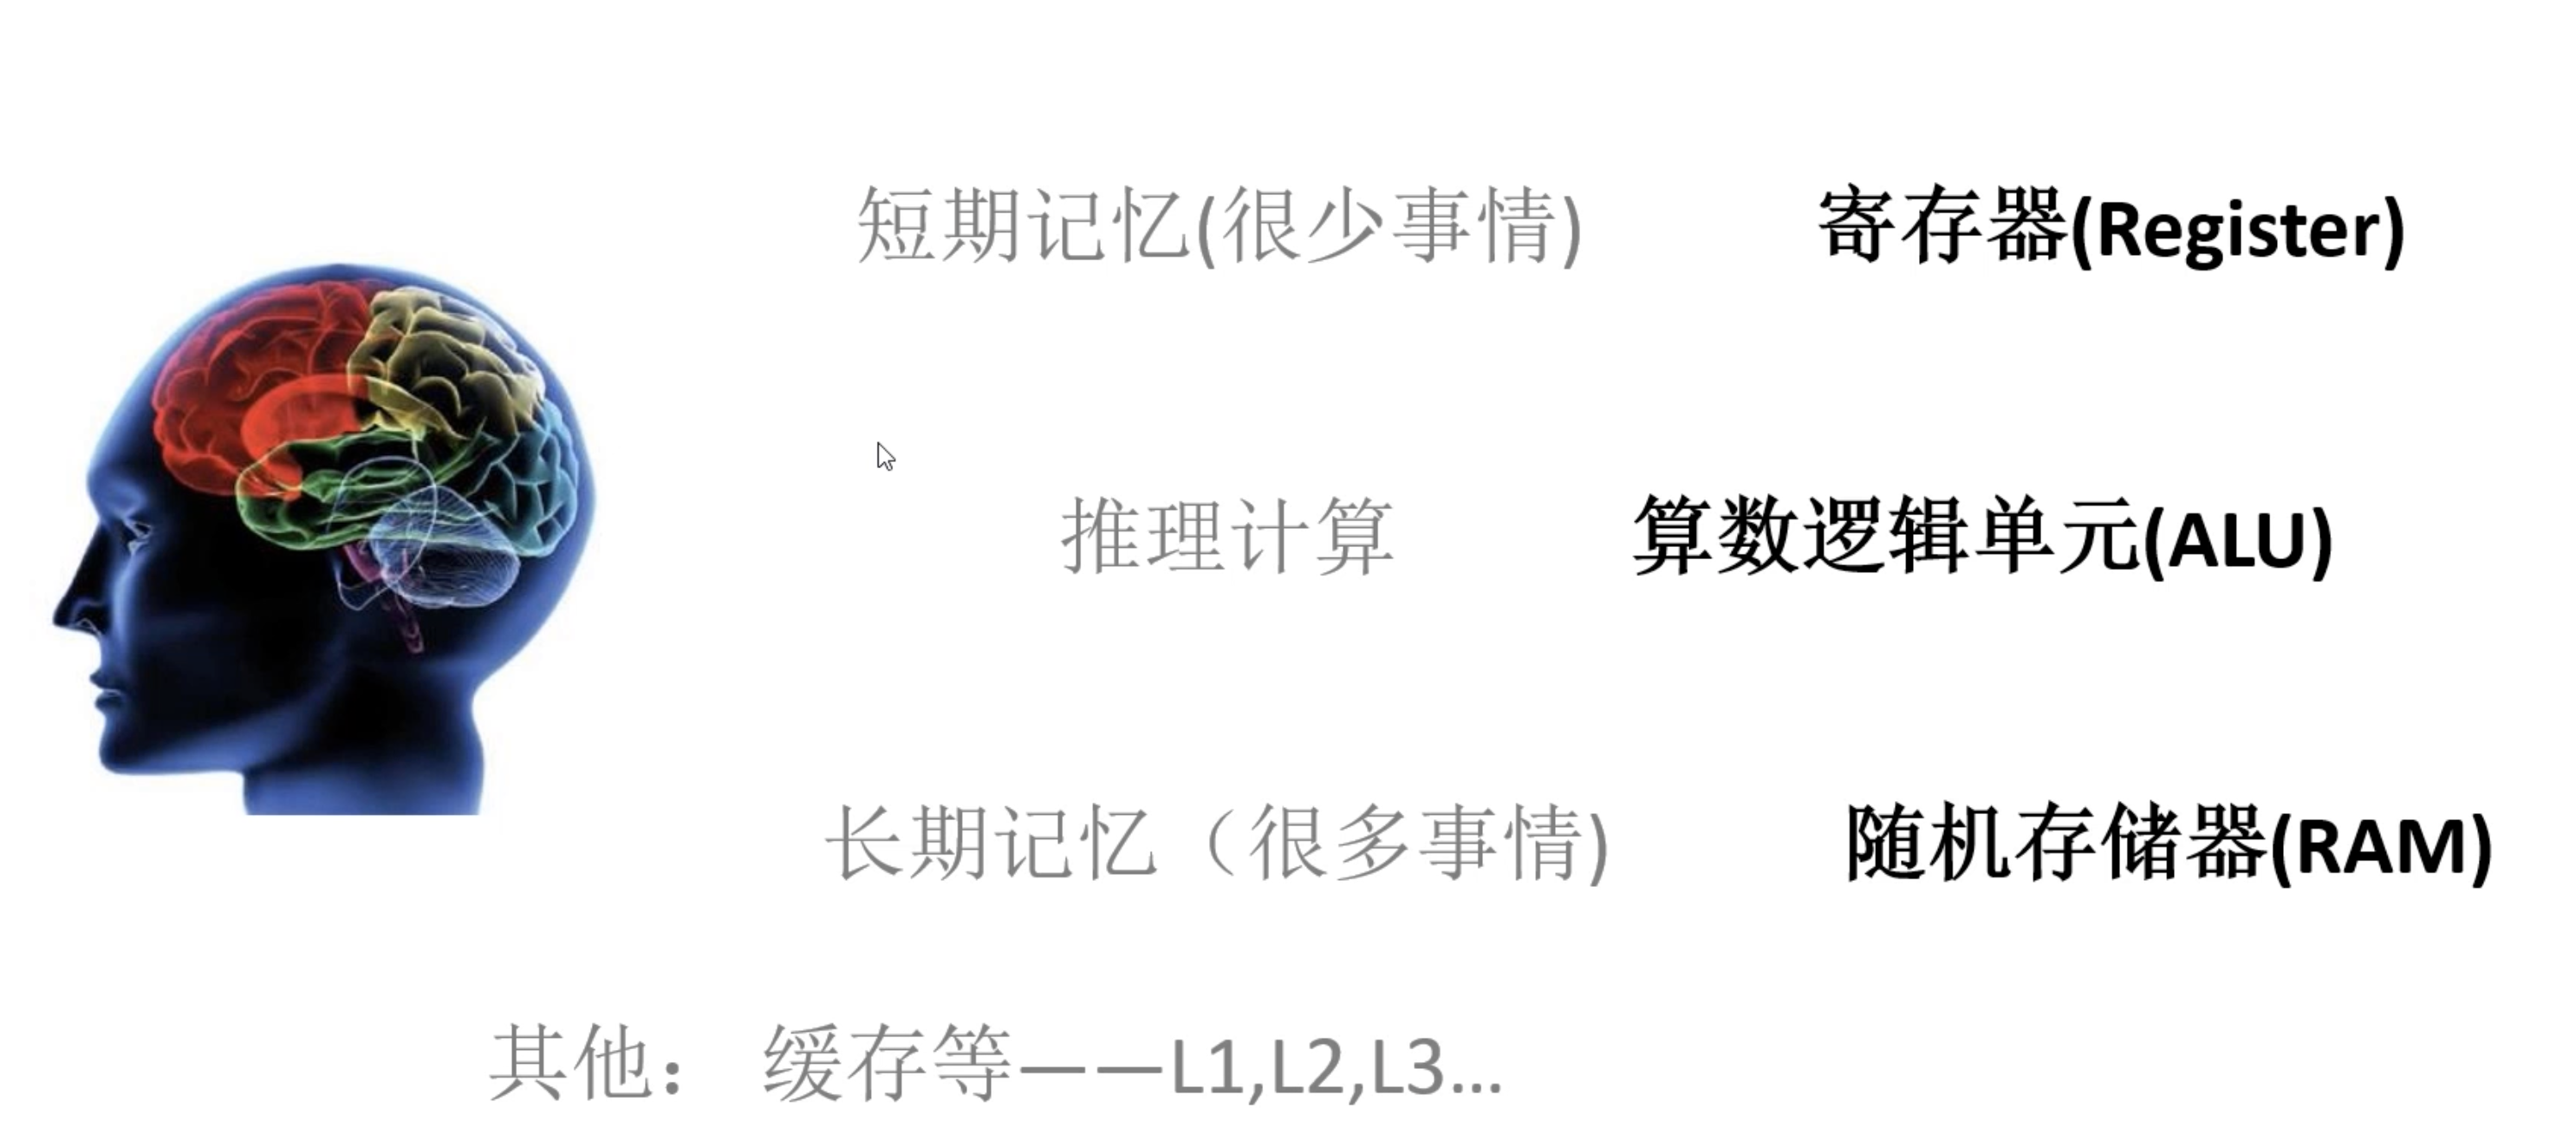 短期记忆(很少事情) 寄存器(Register)
推理计算 算数逻辑单元(ALU)
长期记忆（很多事情) 随机存储器(RAM)
其他： 缓存等——L1,L2,L3...